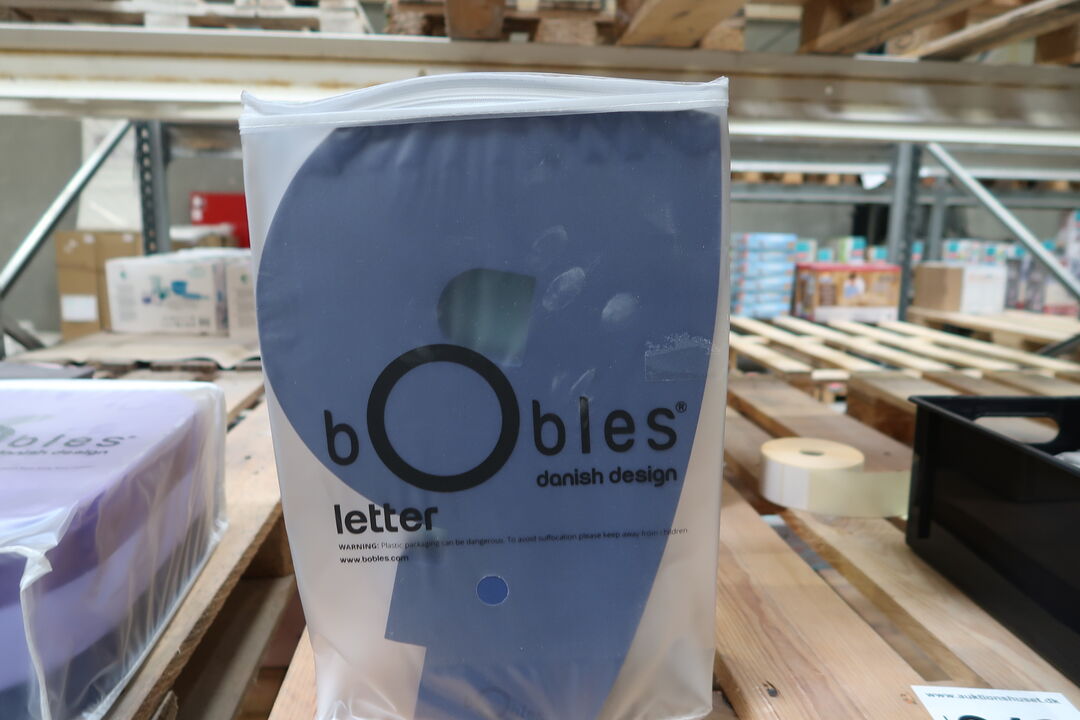 bObles®
danish design
letter
WARNING: Plastic packaging can be dangerous. To avoid suffocation please keep away from children
www.bobles.com
Obles®
danish design
www.auktionshuset.dk